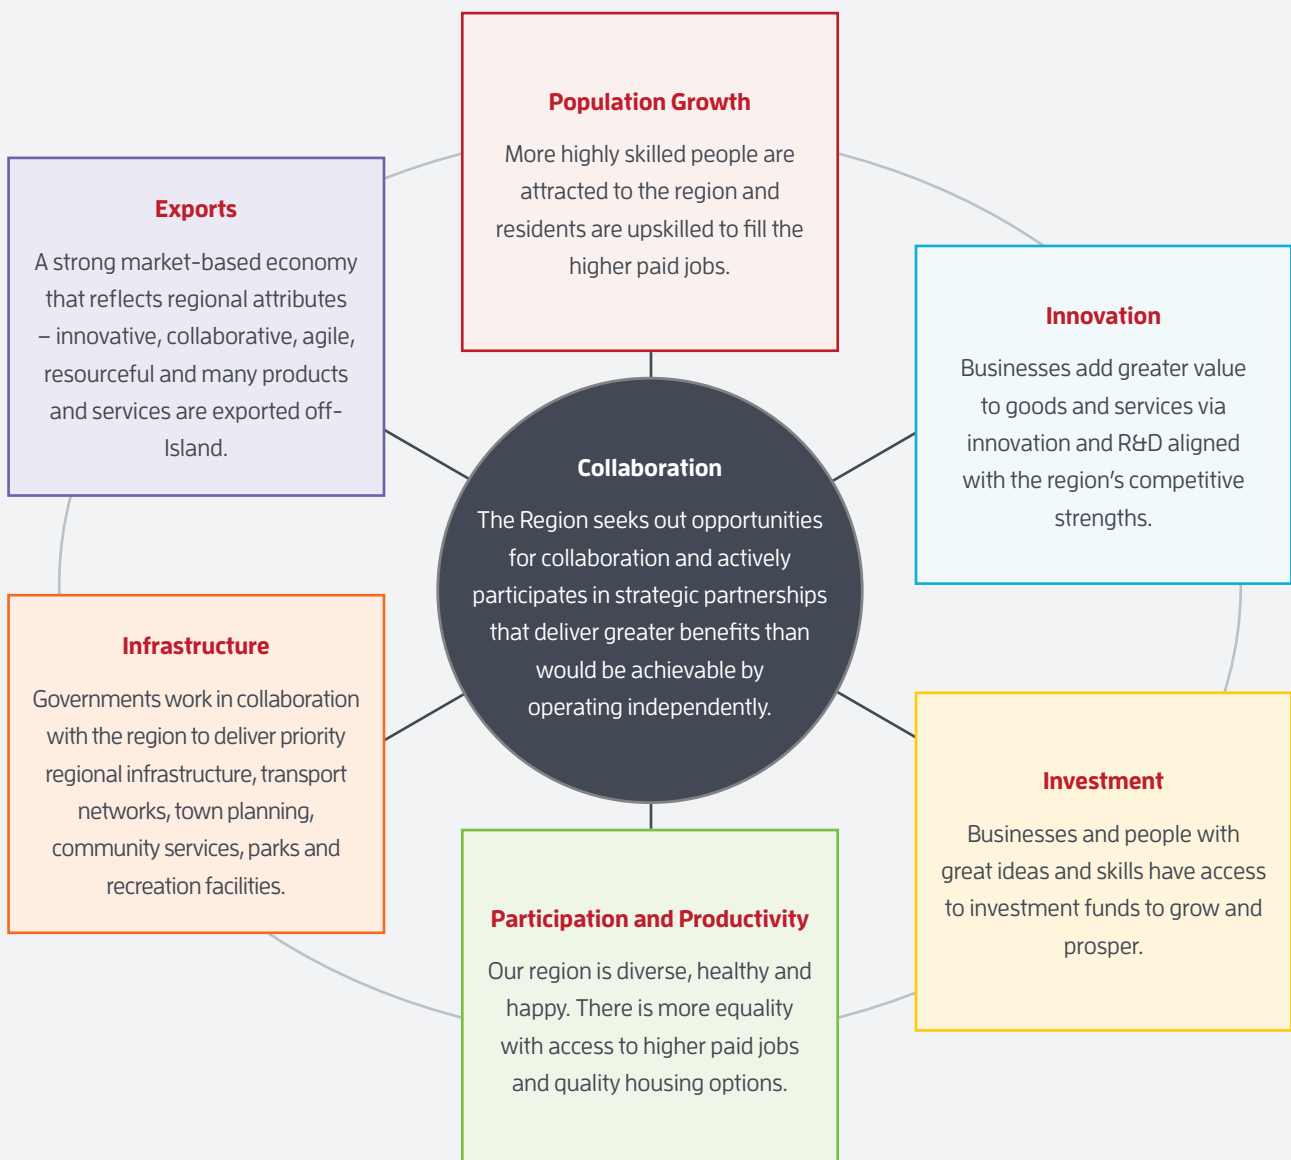 Population Growth
More highly skilled people are
attracted to the region and
residents are upskilled to fill the
higher paid jobs.
Exports
A strong market-based economy
that reflects regional attributes
– innovative, collaborative, agile,
resourceful and many products
and services are exported off-
Island.
Innovation
Businesses add greater value
to goods and services via
innovation and R&D aligned
with the region's competitive
strengths.
Collaboration
The Region seeks out opportunities
for collaboration and actively
participates in strategic partnerships
that deliver greater benefits than
would be achievable by
operating independently.
Infrastructure
Governments work in collaboration
with the region to deliver priority
regional infrastructure, transport
networks, town planning,
community services, parks and
recreation facilities.
Investment
Businesses and people with
great ideas and skills have access
to investment funds to grow and
prosper.
Participation and Productivity
Our region is diverse, healthy and
happy. There is more equality
with access to higher paid jobs
and quality housing options.